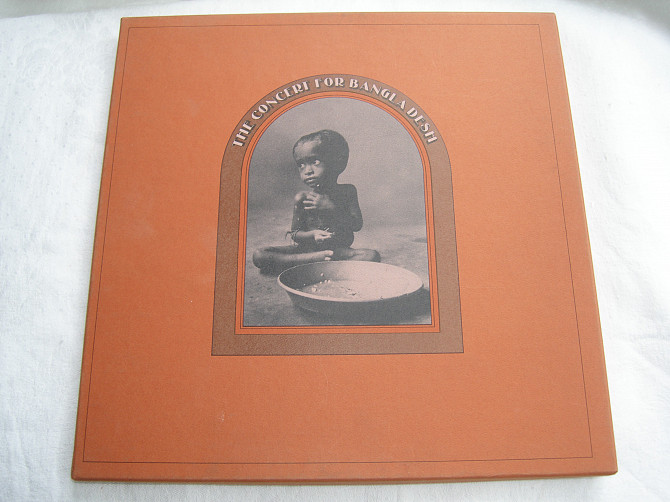 THE CONCERT FOR BANGLA DESH